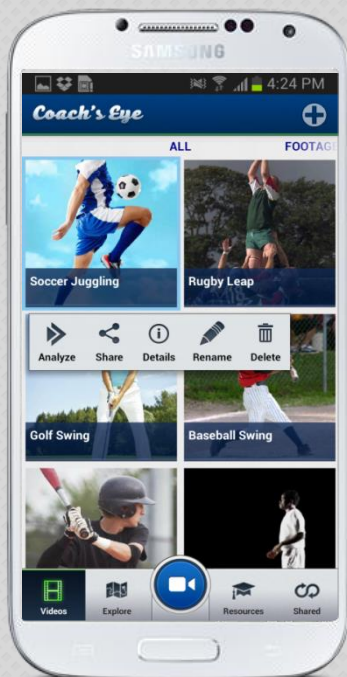 SAMSUNG
4:24 PM
Coach's Eye
ALL FOOTAG
Soccer Juggling Rugby Leap
Analyze Share Details Rename Delete
Golf Swing Baseball Swing
Videos Explore Resources Shared